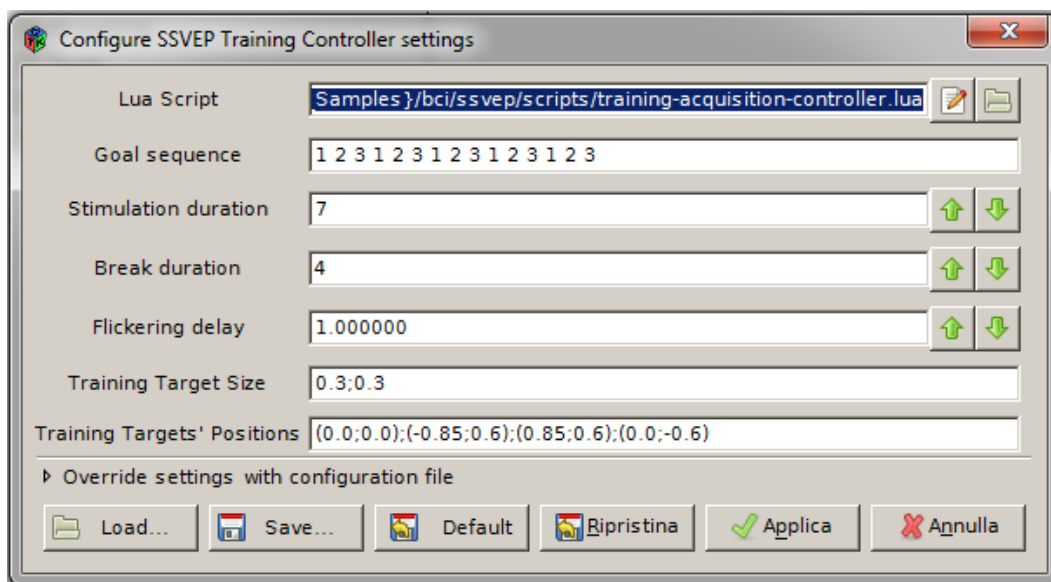 Configure SSVEP Training Controller settings
Lua Script Samples}/bci/ssvep/scripts/training-acquisition-controller.lua
Goal sequence 1 2 3 1 2 3 1 2 3 1 2 3 1 2 3
Stimulation duration 7
Break duration 4
Flickering delay 1.000000
Training Target Size 0.3;0.3
Training Targets' Positions (0.0;0.0);(-0.85;0.6);(0.85;0.6);(0.0;-0.6)
Override settings with configuration file
Load... Save... Default Ripristina Applica Annulla